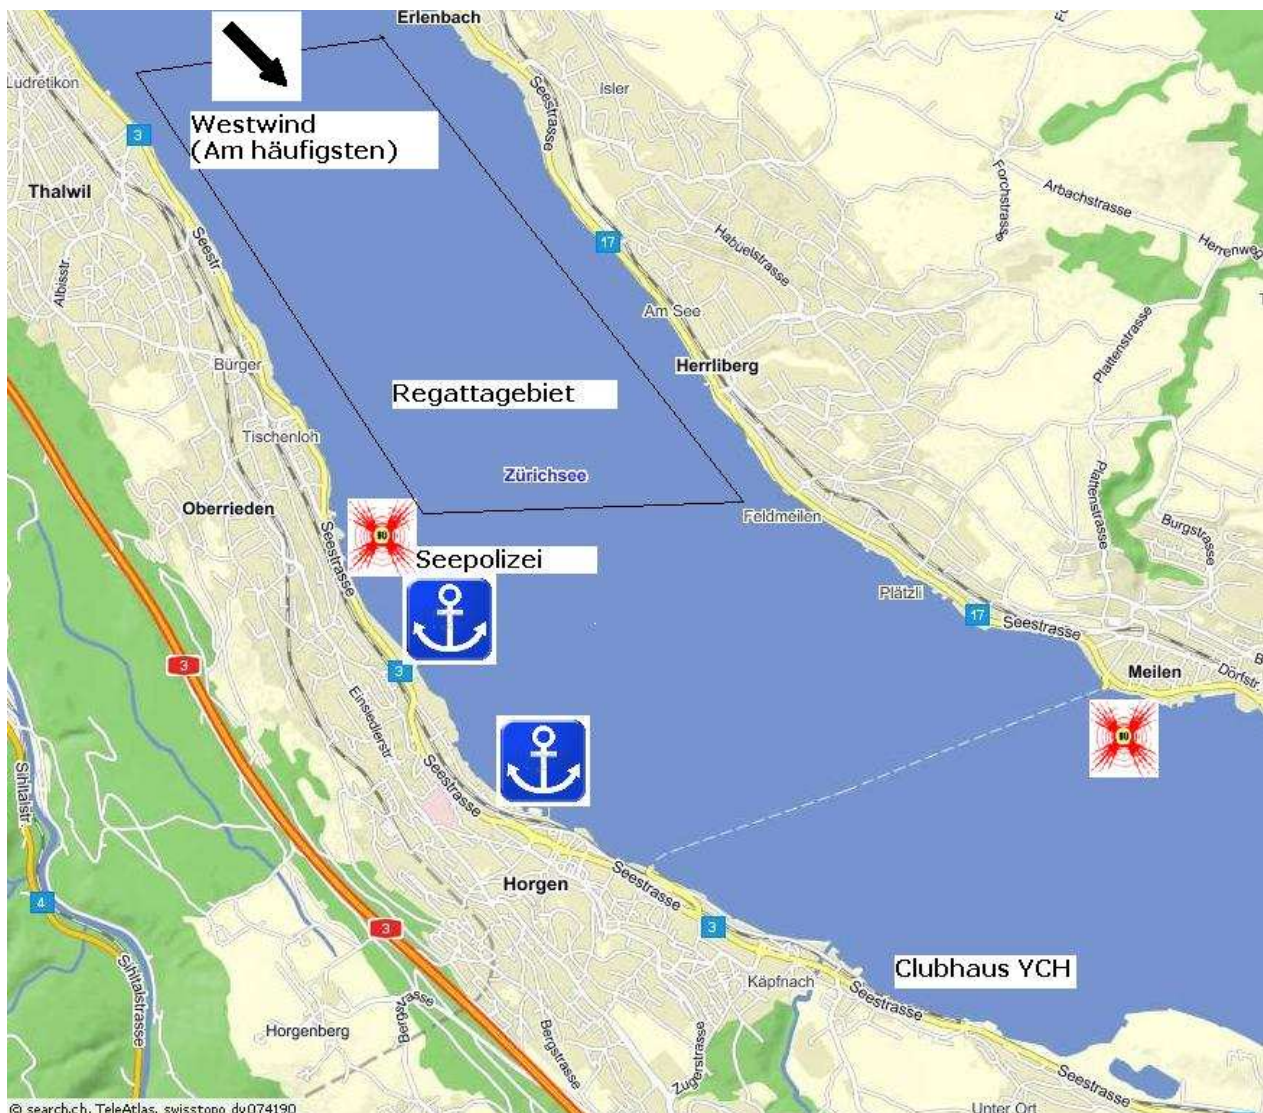 Erlenbach
Ludretikon
Isler
Seestrasse
Westwind
(Am häufigsten)
3
Thalwil
Seestr.
Albisstr.
Forchstrasse
Arbachstrasse
Herrenweg
Habuelstrasse
17
Am See
Plattenstrasse
Bürger
Herrliberg
Regattagebiet
Tischenloh
Zürichsee
Oberrieden
Seestrasse
Feldmeilen
Plattenstrasse
Burgstrasse
Seepolizei
Plätzli
17
Seestrasse
3
3
Meilen
Dorfstr.
Einsiedlerstr.
Sihltalstr.
Seestrasse
Horgen
Seestrasse
4
3
3
Clubhaus YCH
Käpfnach
Seestrasse
Sihltalstrasse
Horgenberg
Bergstrasse
Bergstrasse
Zugerstrasse
Seestrasse
Unter Ort
© search.ch, TeleAtlas, swisstopo dv074190